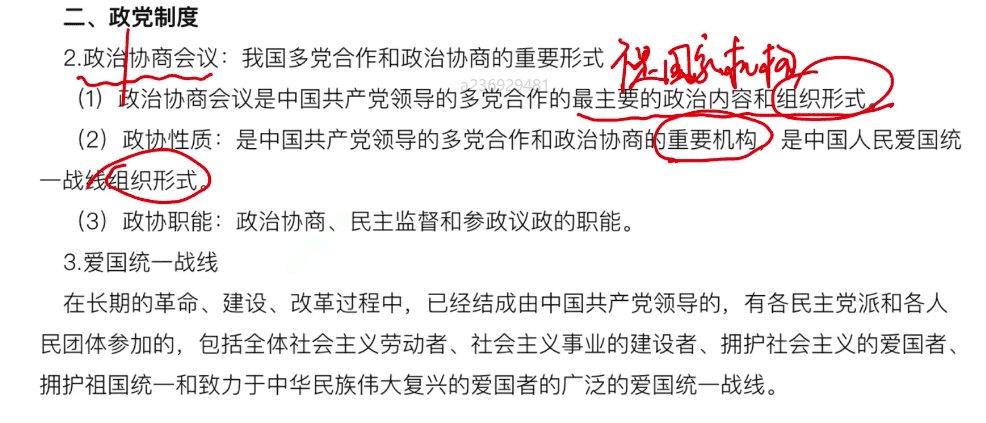 二、政党制度
2.政治协商会议：我国多党合作和政治协商的重要形式
国家机构
a236929481
（1）政治协商会议是中国共产党领导的多党合作的最主要的政治内容和组织形式。
（2）政协性质：是中国共产党领导的多党合作和政治协商的重要机构，是中国人民爱国统
一战线组织形式。
（3）政协职能：政治协商、民主监督和参政议政的职能。
3.爱国统一战线
在长期的革命、建设、改革过程中，已经结成由中国共产党领导的，有各民主党派和各人
民团体参加的，包括全体社会主义劳动者、社会主义事业的建设者、拥护社会主义的爱国者、
拥护祖国统一和致力于中华民族伟大复兴的爱国者的广泛的爱国统一战线。